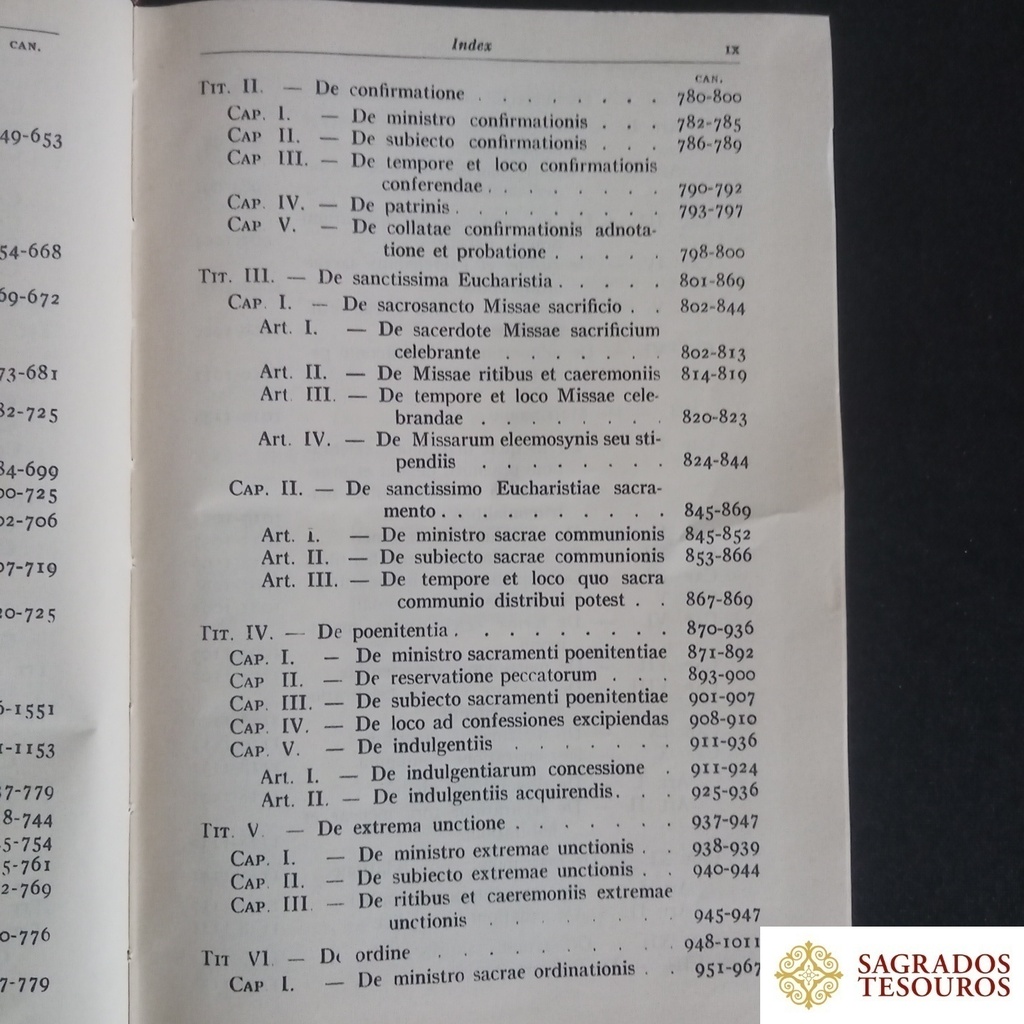 CAN.
49-653
54-668
69-672
73-681
82-725
84-699
00-725
02-706
07-719
20-725
5-1551
1-1153
57-779
8-744
45-754
5-761
2-769
0-776
7-779
Index IX
CAN.
TIT. II. — De confirmatione . . . . . . . . 780-800
CAP. I. — De ministro confirmationis . . . 782-785
CAP II. — De subiecto confirmationis . . . 786-789
CAP III. — De tempore et loco confirmationis
conferendae . . . . . . . . 790-792
CAP. IV. — De patrinis . . . . . . . . . 793-797
CAP V. — De collatae confirmationis adnota-
tione et probatione . . . . . 798-800
TIT. III. — De sanctissima Eucharistia . . . . . 801-869
CAP. I. — De sacrosancto Missae sacrificio . . 802-844
Art. I. — De sacerdote Missae sacrificium
celebrante . . . . . . . 802-813
Art. II. — De Missae ritibus et caeremoniis 814-819
Art. III. — De tempore et loco Missae cele-
brandae . . . . . . . . 820-823
Art. IV. — De Missarum eleemosynis seu sti-
pendiis . . . . . . . . 824-844
CAP. II. — De sanctissimo Eucharistiae sacra-
mento . . . . . . . . . . 845-869
Art. I. — De ministro sacrae communionis 845-852
Art. II. — De subiecto sacrae communionis 853-866
Art. III. — De tempore et loco quo sacra
communio distribui potest . . 867-869
TIT. IV. — De poenitentia . . . . . . . . . 870-936
CAP. I. — De ministro sacramenti poenitentiae 871-892
CAP II. — De reservatione peccatorum . . . 893-900
CAP. III. — De subiecto sacramenti poenitentiae 901-907
CAP. IV. — De loco ad confessiones excipiendas 908-910
CAP. V. — De indulgentiis . . . . . . . 911-936
Art. I. — De indulgentiarum concessione . 911-924
Art. II. — De indulgentiis acquirendis . . . 925-936
TIT. V. — De extrema unctione . . . . . . . 937-947
CAP. I. — De ministro extremae unctionis . . 938-939
CAP. II. — De subiecto extremae unctionis . . 940-944
CAP. III. — De ritibus et caeremoniis extremae
unctionis . . . . . . . . 945-947
TIT VI. — De ordine . . . . . . . . . 948-1011
CAP I. — De ministro sacrae ordinationis . . 951-967
SAGRADOS
TESOUROS